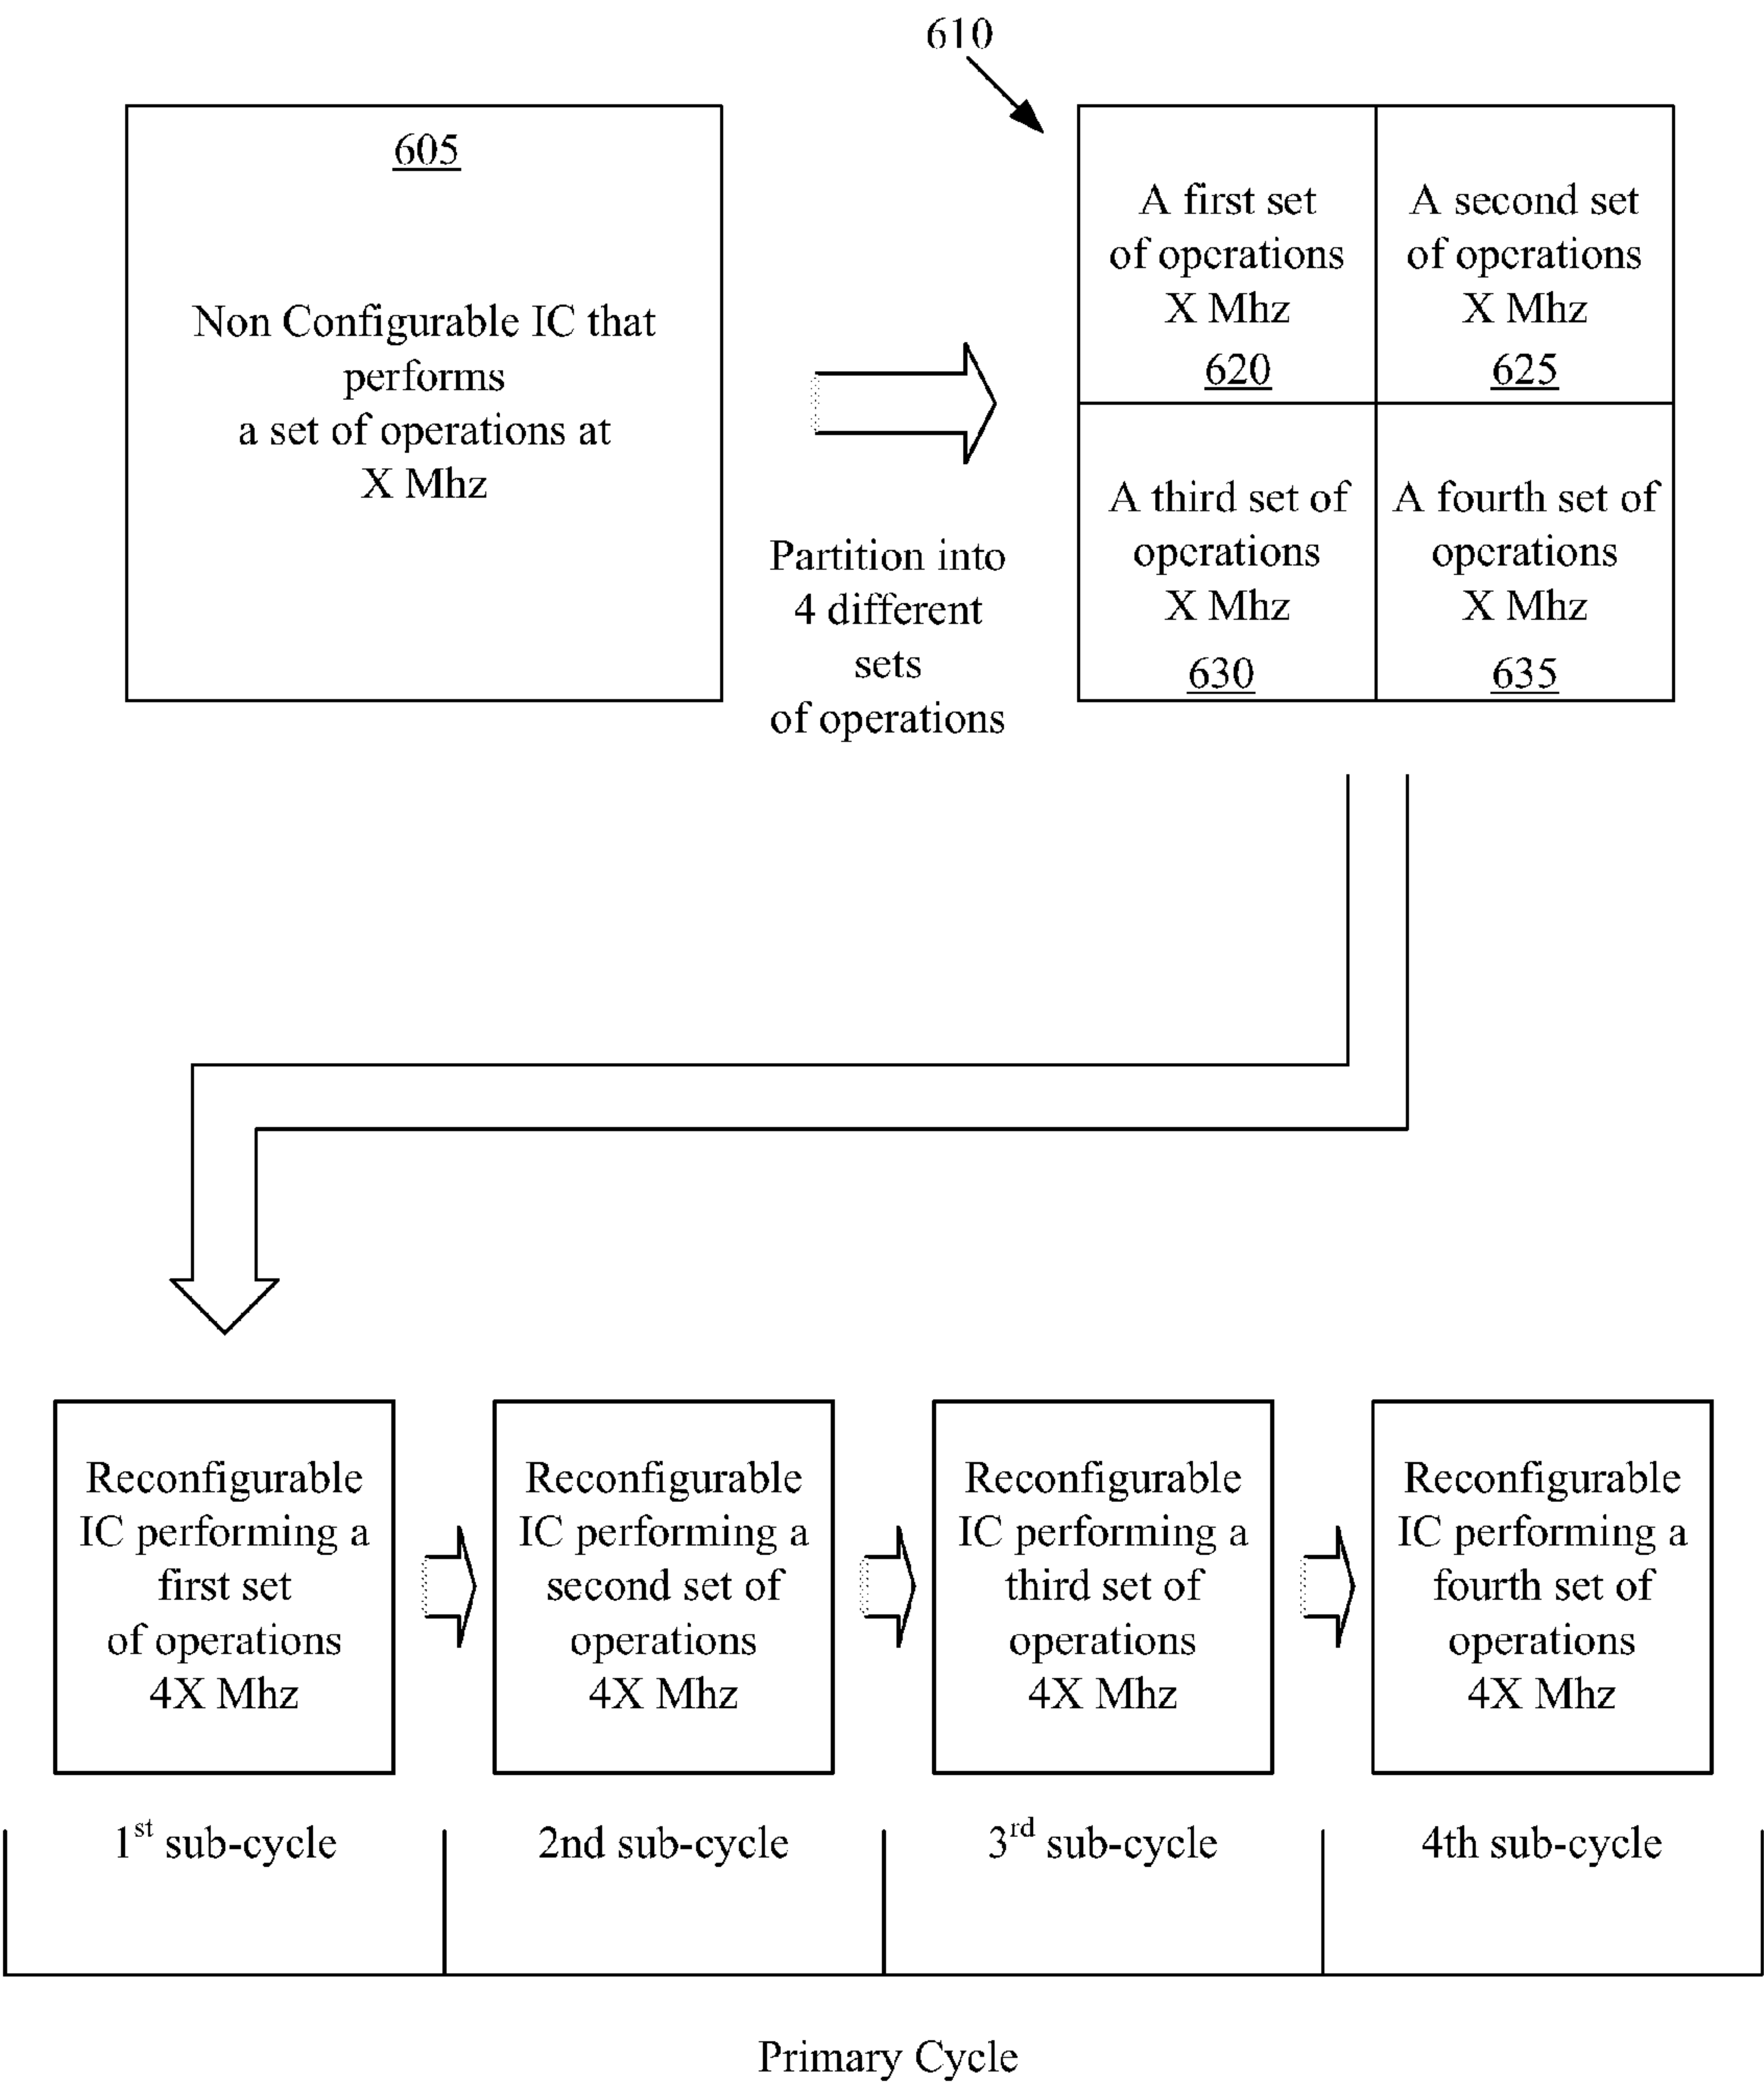 610
605
Non Configurable IC that
performs
a set of operations at
X Mhz
Partition into
4 different
sets
of operations
A first set
of operations
X Mhz
620
A second set
of operations
X Mhz
625
A third set of
operations
X Mhz
630
A fourth set of
operations
X Mhz
635
Reconfigurable
IC performing a
first set
of operations
4X Mhz
Reconfigurable
IC performing a
second set of
operations
4X Mhz
Reconfigurable
IC performing a
third set of
operations
4X Mhz
Reconfigurable
IC performing a
fourth set of
operations
4X Mhz
1st sub-cycle
2nd sub-cycle
3rd sub-cycle
4th sub-cycle
Primary Cycle